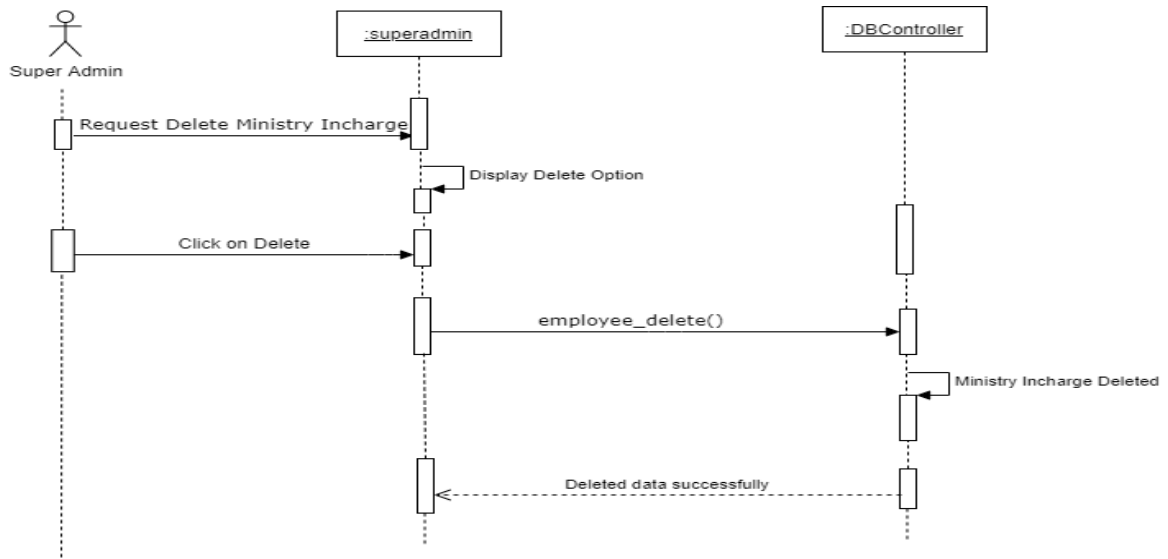 :superadmin
:DBController
Super Admin
Request Delete Ministry Incharge
Display Delete Option
Click on Delete
employee_delete()
Ministry Incharge Deleted
Deleted data successfully